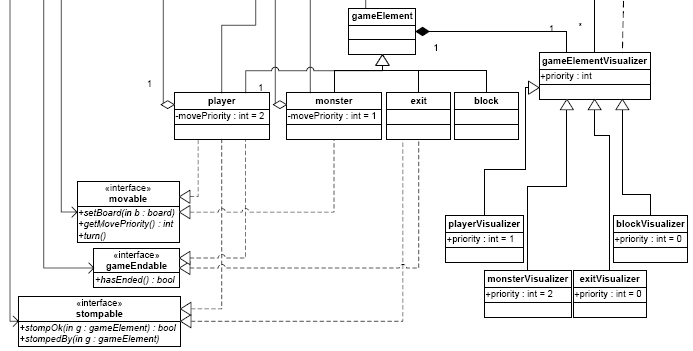 gameElement
1
*
1
gameElementVisualizer
+priority : int
1
player
-movePriority : int = 2
1
monster
-movePriority : int = 1
exit
block
«interface»
movable
+setBoard(in b : board)
+getMovePriority() : int
+turn()
«interface»
gameEndable
+hasEnded() : bool
«interface»
stompable
+stompOk(in g : gameElement) : bool
+stompedBy(in g : gameElement)
playerVisualizer
+priority : int = 1
blockVisualizer
+priority : int = 0
monsterVisualizer
+priority : int = 2
exitVisualizer
+priority : int = 0